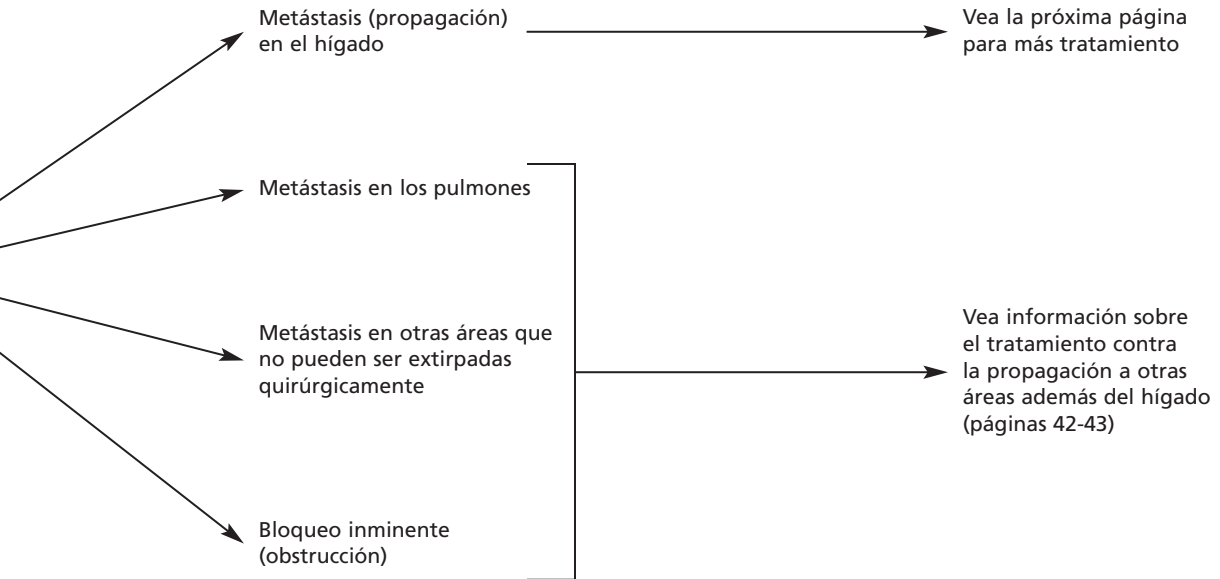 Metástasis (propagación)
en el hígado
Vea la próxima página
para más tratamiento
Metástasis en los pulmones
Metástasis en otras áreas que
no pueden ser extirpadas
quirúrgicamente
Vea información sobre
el tratamiento contra
la propagación a otras
áreas además del hígado
(páginas 42-43)
Bloqueo inminente
(obstrucción)